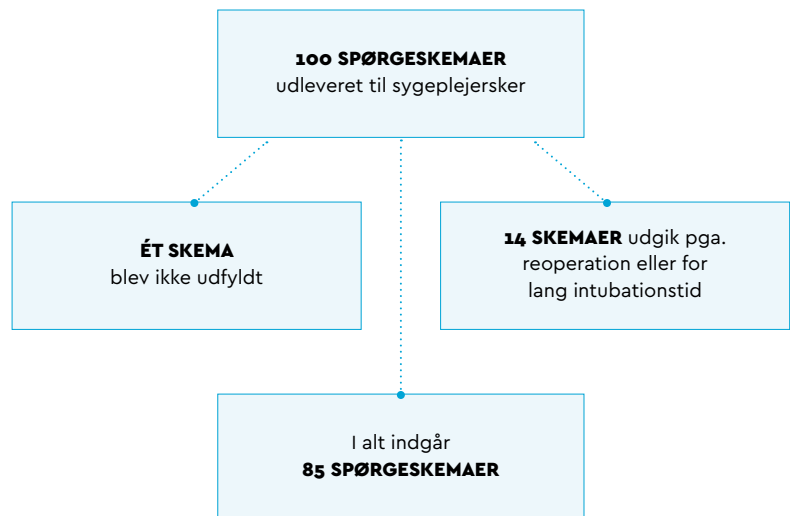 100 SPØRGESKEMAER
udleveret til sygeplejersker
ÉT SKEMA
blev ikke udfyldt
14 SKEMAER udgik pga.
reoperation eller for
lang intubationstid
I alt indgår
85 SPØRGESKEMAER